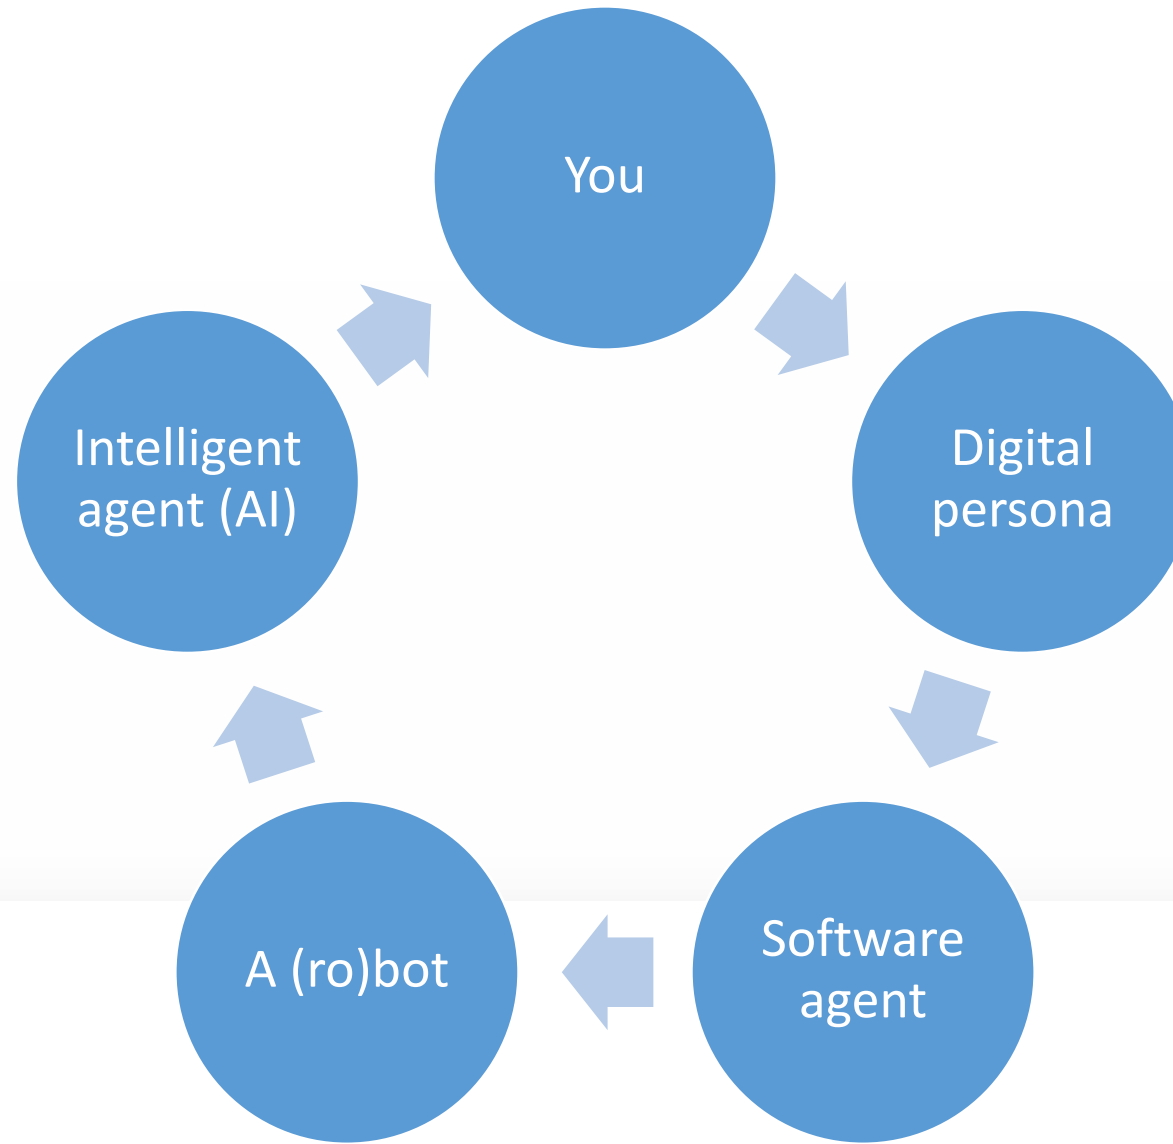 You
Digital
persona
Software
agent
A (ro)bot
Intelligent
agent (AI)